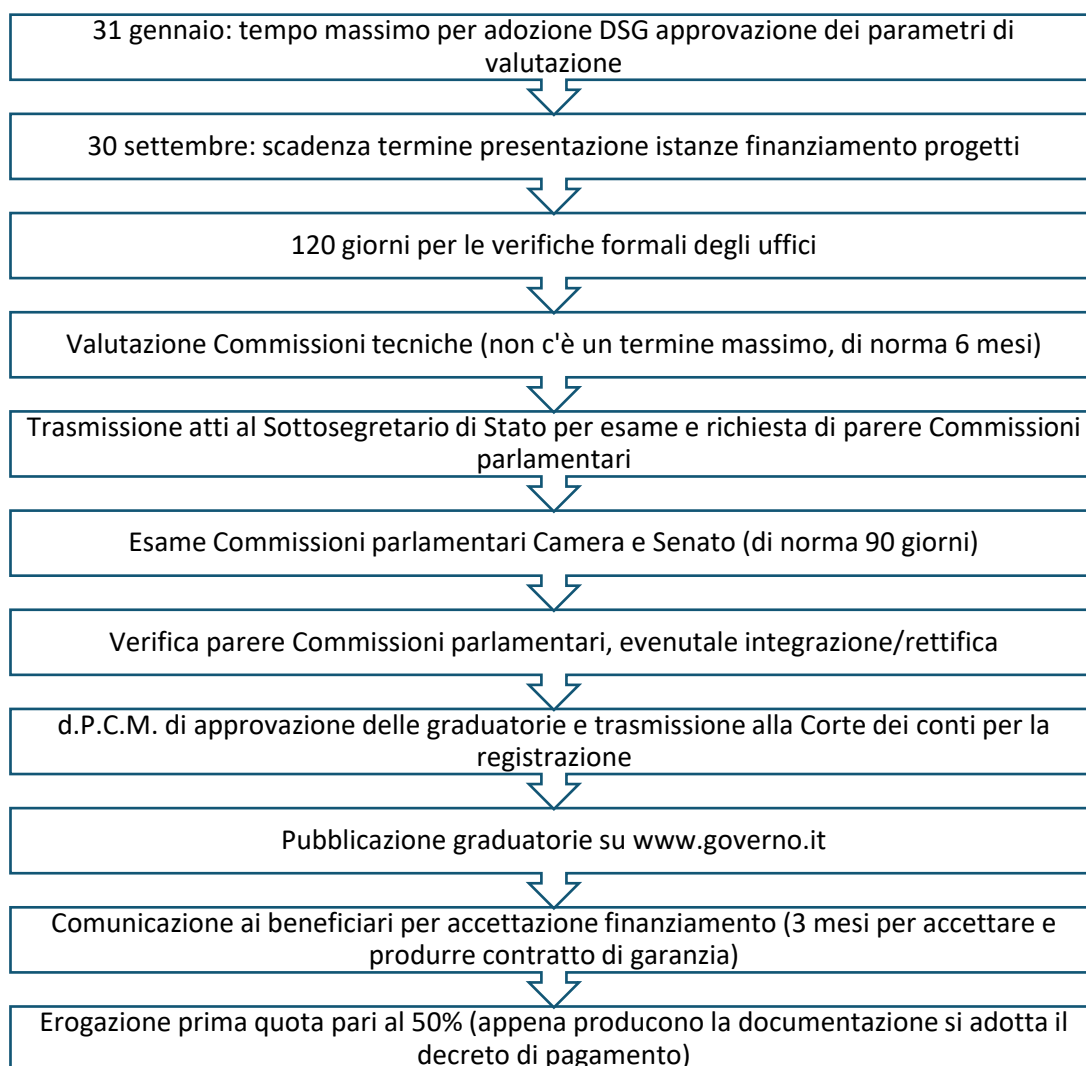 31 gennaio: tempo massimo per adozione DSG approvazione dei parametri di
valutazione
30 settembre: scadenza termine presentazione istanze finanziamento progetti
120 giorni per le verifiche formali degli uffici
Valutazione Commissioni tecniche (non c'è un termine massimo, di norma 6 mesi)
Trasmissione atti al Sottosegretario di Stato per esame e richiesta di parere Commissioni
parlamentari
Esame Commissioni parlamentari Camera e Senato (di norma 90 giorni)
Verifica parere Commissioni parlamentari, evenutale integrazione/rettifica
d.P.C.M. di approvazione delle graduatorie e trasmissione alla Corte dei conti per la
registrazione
Pubblicazione graduatorie su www.governo.it
Comunicazione ai beneficiari per accettazione finanziamento (3 mesi per accettare e
produrre contratto di garanzia)
Erogazione prima quota pari al 50% (appena producono la documentazione si adotta il
decreto di pagamento)